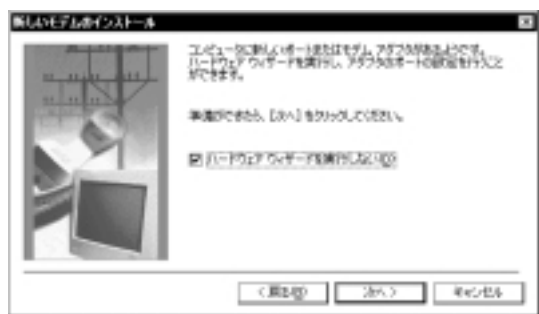 新しいモデムのインストール
コンピュータに新しいポートまたはモデム アダプタがあるようです。
ハードウェア ウィザードを実行し、アダプタのポートの設定を行うこと
ができます。
準備ができたら、[次へ] をクリックしてください。
ハードウェア ウィザードを実行しない(D)
< 戻る(B)
次へ >
キャンセル